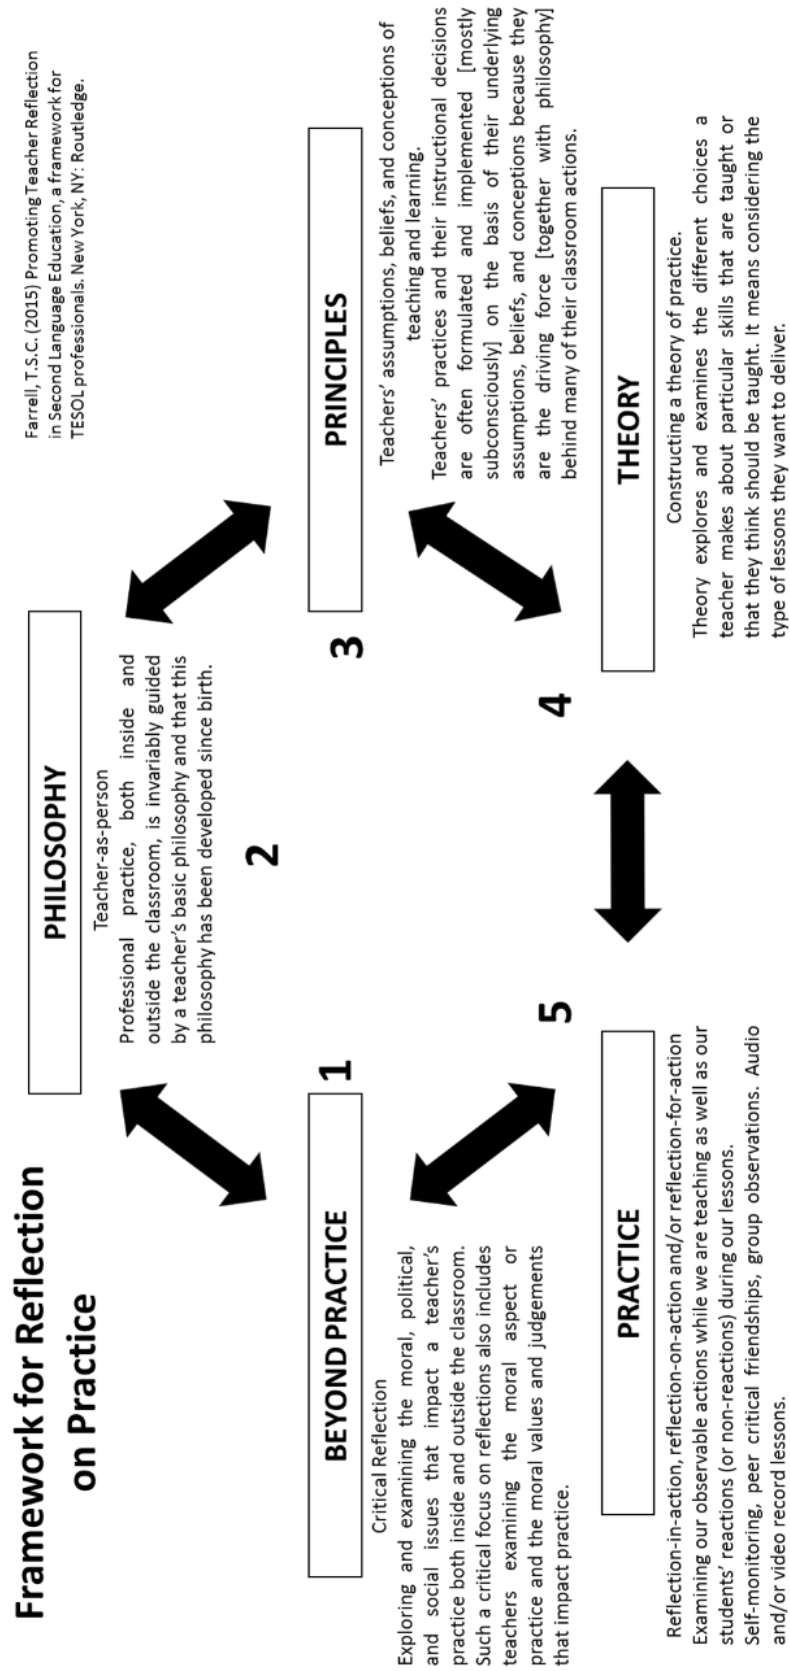 Framework for Reflection
on Practice
Farrell, T.S.C. (2015) Promoting Teacher Reflection
in Second Language Education, a framework for
TESOL professionals. New York, NY: Routledge.
PHILOSOPHY
Teacher-as-person
Professional practice, both inside and
outside the classroom, is invariably guided
by a teacher's basic philosophy and that this
philosophy has been developed since birth.
2
BEYOND PRACTICE
1
Critical Reflection
Exploring and examining the moral, political,
and social issues that impact a teacher's
practice both inside and outside the classroom.
Such a critical focus on reflections also includes
teachers examining the moral aspect or
practice and the moral values and judgements
that impact practice.
3
PRINCIPLES
Teachers' assumptions, beliefs, and conceptions of
teaching and learning.
Teachers' practices and their instructional decisions
are often formulated and implemented [mostly
subconsciously] on the basis of their underlying
assumptions, beliefs, and conceptions because they
are the driving force [together with philosophy]
behind many of their classroom actions.
PRACTICE
5
Reflection-in-action, reflection-on-action and/or reflection-for-action
Examining our observable actions while we are teaching as well as our
students' reactions (or non-reactions) during our lessons.
Self-monitoring, peer critical friendships, group observations. Audio
and/or video record lessons.
4
THEORY
Constructing a theory of practice.
Theory explores and examines the different choices a
teacher makes about particular skills that are taught or
that they think should be taught. It means considering the
type of lessons they want to deliver.